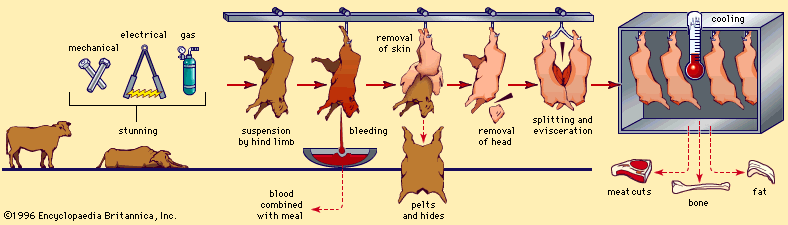 mechanical
electrical
gas
stunning
suspension
by hind limb
bleeding
blood
combined
with meal
removal
of skin
pelts
and hides
removal
of head
splitting and
evisceration
cooling
meat cuts
bone
fat
©1996 Encyclopaedia Britannica, Inc.